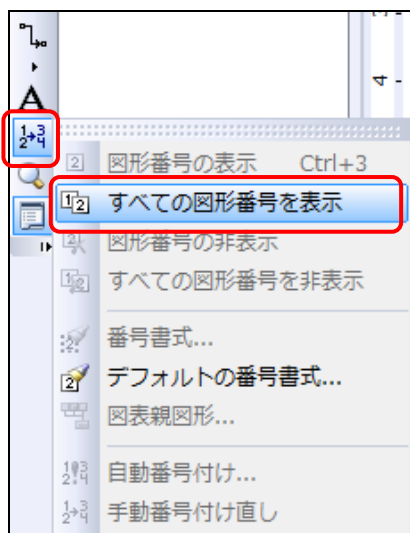 A
4
図形番号の表示 Ctrl+3
すべての図形番号を表示
図形番号の非表示
すべての図形番号を非表示
番号書式...
デフォルトの番号書式...
図表親図形...
自動番号付け...
手動番号付け直し